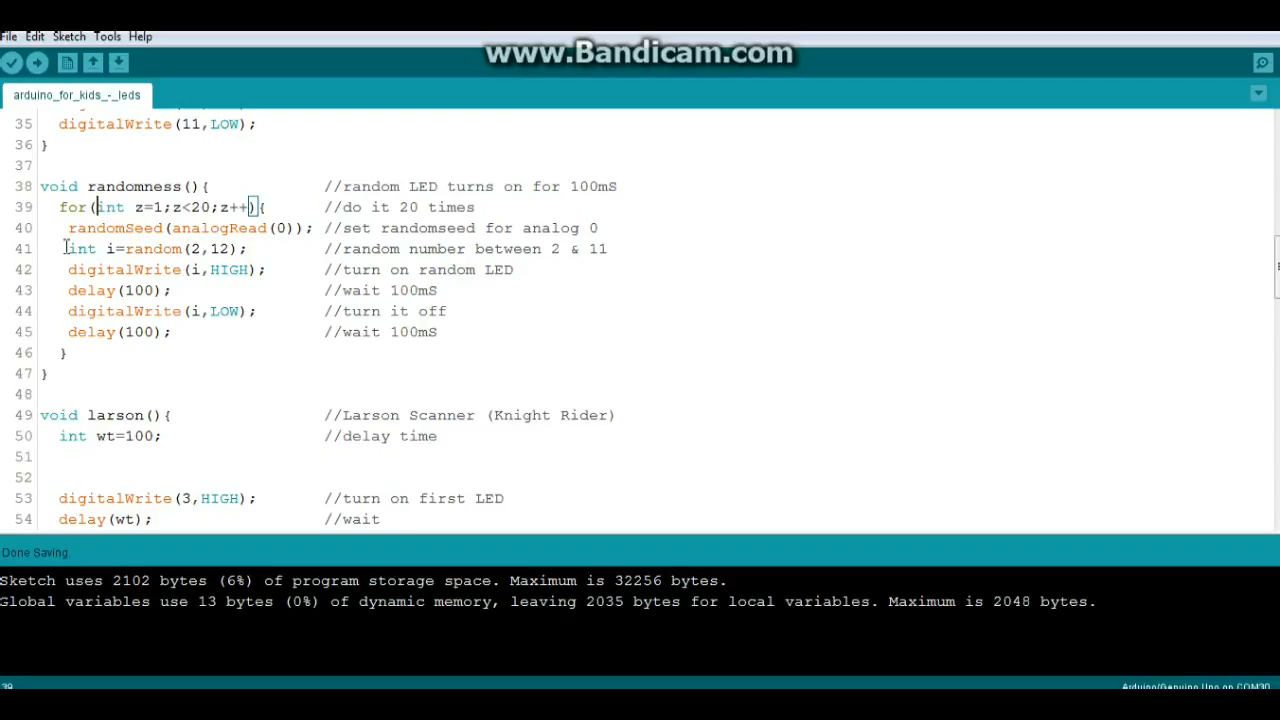 www.Bandicam.com
File Edit Sketch Tools Help
arduino_for_kids_-_leds
35 digitalWrite(11,LOW);
36 }
37
38 void randomness(){ //random LED turns on for 100mS
39 for(int z=1;z<20;z++){ //do it 20 times
40 randomSeed(analogRead(0)); //set randomseed for analog 0
41 int i=random(2,12); //random number between 2 & 11
42 digitalWrite(i,HIGH); //turn on random LED
43 delay(100); //wait 100mS
44 digitalWrite(i,LOW); //turn it off
45 delay(100); //wait 100mS
46 }
47 }
48
49 void larson(){ //Larson Scanner (Knight Rider)
50 int wt=100; //delay time
51
52
53 digitalWrite(3,HIGH); //turn on first LED
54 delay(wt); //wait
Done Saving.
Sketch uses 2102 bytes (6%) of program storage space. Maximum is 32256 bytes.
Global variables use 13 bytes (0%) of dynamic memory, leaving 2035 bytes for local variables. Maximum is 2048 bytes.
39 Arduino/Genuino Uno on COM30